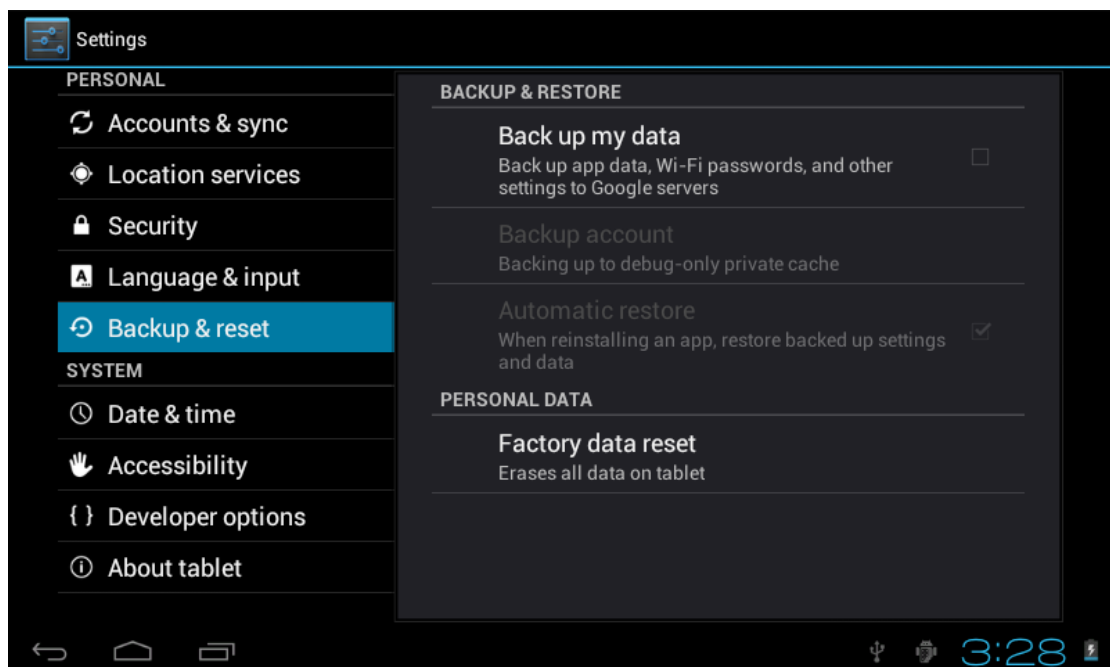 Settings
PERSONAL
Accounts & sync
Location services
Security
Language & input
Backup & reset
SYSTEM
Date & time
Accessibility
{ } Developer options
About tablet
BACKUP & RESTORE
Back up my data
Back up app data, Wi-Fi passwords, and other
settings to Google servers
Backup account
Backing up to debug-only private cache
Automatic restore
When reinstalling an app, restore backed up settings
and data
PERSONAL DATA
Factory data reset
Erases all data on tablet
3:28